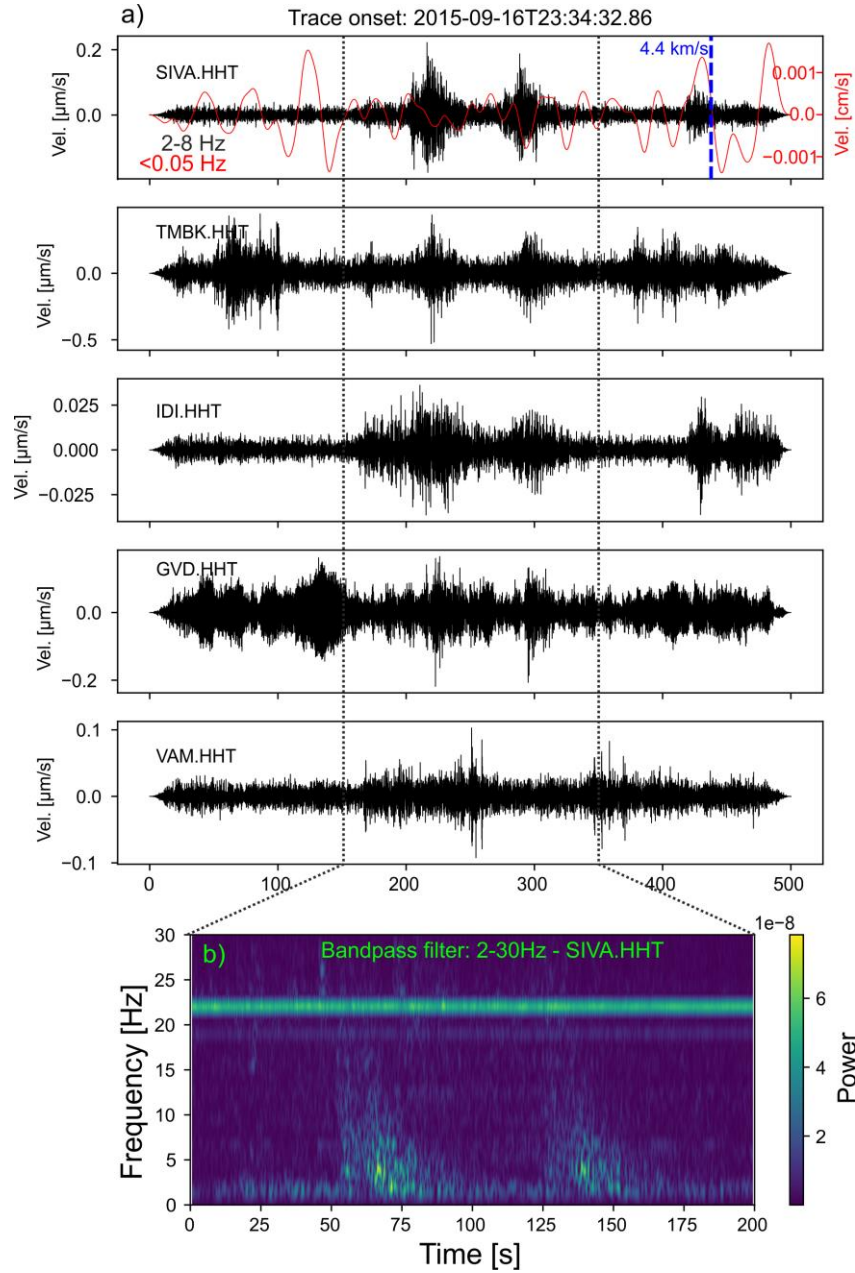 a)
Trace onset: 2015-09-16T23:34:32.86
SIVA.HHT
4.4 km/s
2-8 Hz
<0.05 Hz
0.2
0.0
Vel. [μm/s]
0.001
0.000
−0.001
Vel. [cm/s]
TMBK.HHT
0.0
−0.5
Vel. [μm/s]
IDI.HHT
0.025
0.000
−0.025
Vel. [μm/s]
GVD.HHT
0.0
−0.2
Vel. [μm/s]
VAM.HHT
0.1
0.0
−0.1
Vel. [μm/s]
0 100 200 300 400 500
b)
Bandpass filter: 2-30Hz - SIVA.HHT
30
25
20
15
10
5
0
Frequency [Hz]
0 25 50 75 100 125 150 175 200
Time [s]
1e-8
6
4
2
Power